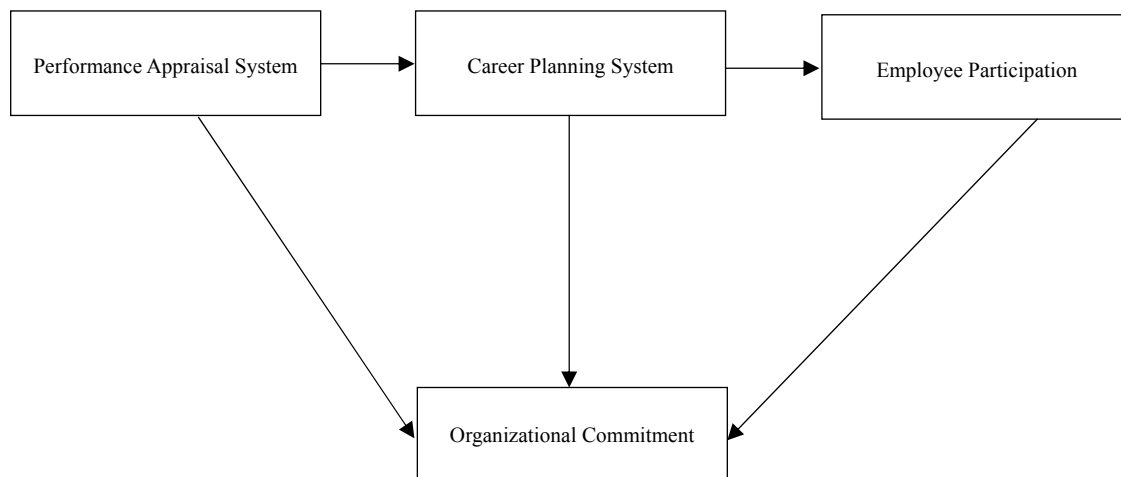 Performance Appraisal System
Career Planning System
Employee Participation
Organizational Commitment